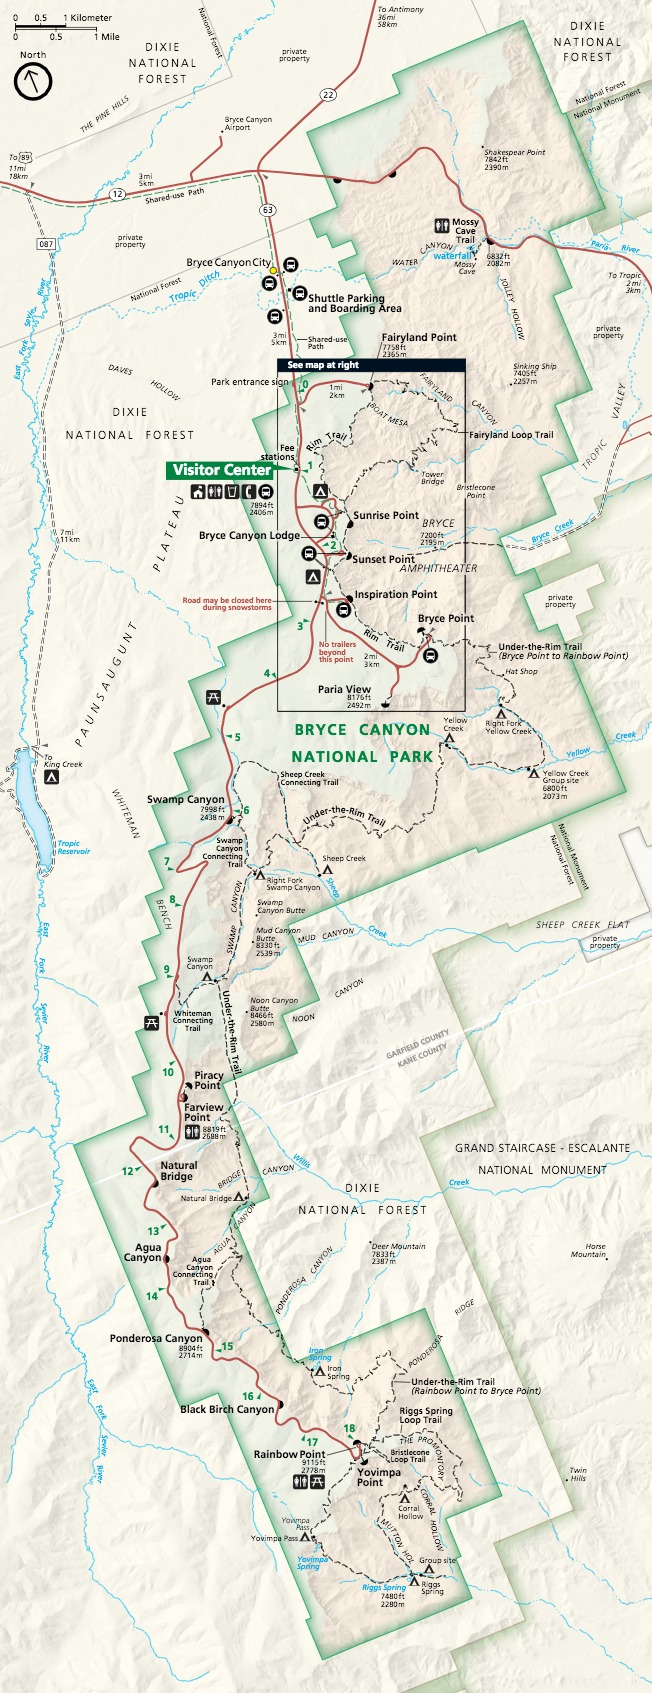 0 0.5 1 Kilometer
0 0.5 1 Mile
North
DIXIE
NATIONAL
FOREST
National Forest
private
property
To Antimony
36mi
58km
DIXIE
NATIONAL
FOREST
National Forest
National Monument
THE PINE HILLS
22
Bryce Canyon
Airport
Shakespear Point
7842ft
2390m
To 89
11mi
18km
3mi
5km
12
Shared-use Path
63
Mossy
Cave
Trail
waterfall
Mossy
Cave
6832ft
2082m
Paria River
087
private
property
Bryce Canyon City
WATER CANYON
National Forest
Tropic Ditch
Shuttle Parking
and Boarding Area
JOLLEY HOLLOW
To Tropic
2mi
3km
East Fork Sevier River
3mi
5km
Shared-use
Path
Fairyland Point
7758ft
2365m
private
property
See map at right
DAVES HOLLOW
Park entrance sign
0
1mi
2km
FAIRYLAND CANYON
BOAT MESA
Sinking Ship
7405ft
2257m
DIXIE
NATIONAL FOREST
Rim Trail
Fairyland Loop Trail
TROPIC VALLEY
Fee
stations
Visitor Center
1
7894ft
2406m
Tower
Bridge
Bristlecone
Point
Sunrise Point
BRYCE
7200ft
2195m
AMPHITHEATER
Bryce Creek
Bryce Canyon Lodge
2
Sunset Point
7mi
11km
PAUNSAUGUNT PLATEAU
Road may be closed here
during snowstorms
Inspiration Point
private
property
3
No trailers
beyond
this point
Rim Trail
Bryce Point
2mi
3km
Under-the-Rim Trail
(Bryce Point to Rainbow Point)
Hat Shop
4
Paria View
8176ft
2492m
BRYCE CANYON
NATIONAL PARK
Yellow
Creek
Right Fork
Yellow Creek
Yellow Creek
5
To
King Creek
Yellow Creek
Group site
6800ft
2073m
Sheep Creek
Connecting Trail
Swamp Canyon
7998ft
2438m
6
Under-the-Rim Trail
WHITEMAN BENCH
Tropic
Reservoir
Swamp
Canyon
Connecting
Trail
7
Sheep Creek
Right Fork
Swamp Canyon
National Monument
National Forest
8
SWAMP CANYON
Swamp
Canyon Butte
Sheep Creek
Mud Canyon
Butte
8330ft
2539m
MUD CANYON
SHEEP CREEK FLAT
private
property
East Fork Sevier River
Swamp
Canyon
9
Whiteman
Connecting
Trail
Under-the-Rim Trail
Noon Canyon
Butte
8466ft
2580m
NOON CANYON
GARFIELD COUNTY
KANE COUNTY
10
Piracy
Point
Farview
Point
8819ft
2688m
11
12
Natural
Bridge
Natural Bridge
BRIDGE CANYON
Willis Creek
GRAND STAIRCASE - ESCALANTE
NATIONAL MONUMENT
DIXIE
NATIONAL FOREST
13
Agua
Canyon
AGUA CANYON
Agua
Canyon
Connecting
Trail
Deer Mountain
7833ft
2387m
Horse
Mountain
PONDEROSA CANYON
14
Ponderosa Canyon
8904ft
2714m
15
PONDEROSA RIDGE
Iron
Spring
Iron
Spring
16
Black Birch Canyon
Under-the-Rim Trail
(Rainbow Point to Bryce Point)
Riggs Spring
Loop Trail
17
18
THE PROMONTORY
Rainbow Point
9115ft
2778m
Bristlecone
Loop Trail
Yovimpa
Point
Twin
Hills
East Fork Sevier River
Corral
Hollow
CORRAL HOLLOW
MUTTON HOL
Yovimpa
Pass
Yovimpa Pass
Yovimpa
Spring
Group site
Riggs Spring
7480ft
2280m
Riggs
Spring